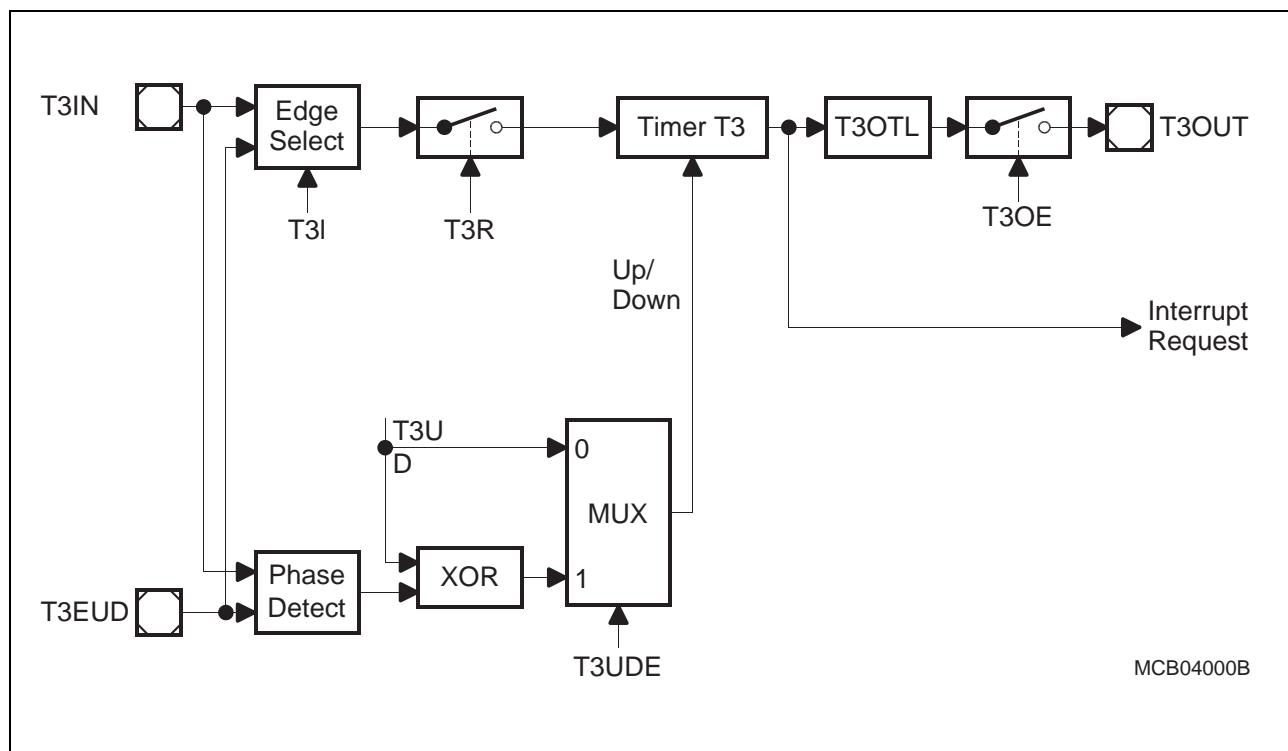 T3IN
Edge
Select
Timer T3
T3OTL
T3OUT
T3I
T3R
T3OE
Up/
Down
Interrupt
Request
T3U
D
0
MUX
1
XOR
Phase
Detect
T3EUD
T3UDE
MCB04000B